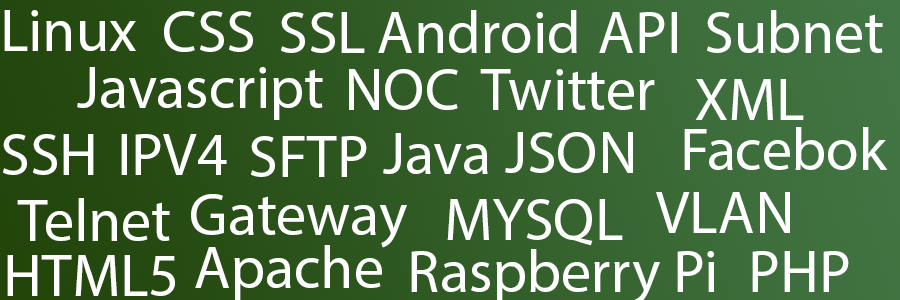 Linux CSS SSL Android API Subnet
Javascript NOC Twitter XML
SSH IPV4 SFTP Java JSON Facebok
Telnet Gateway MYSQL VLAN
HTML5 Apache Raspberry Pi PHP